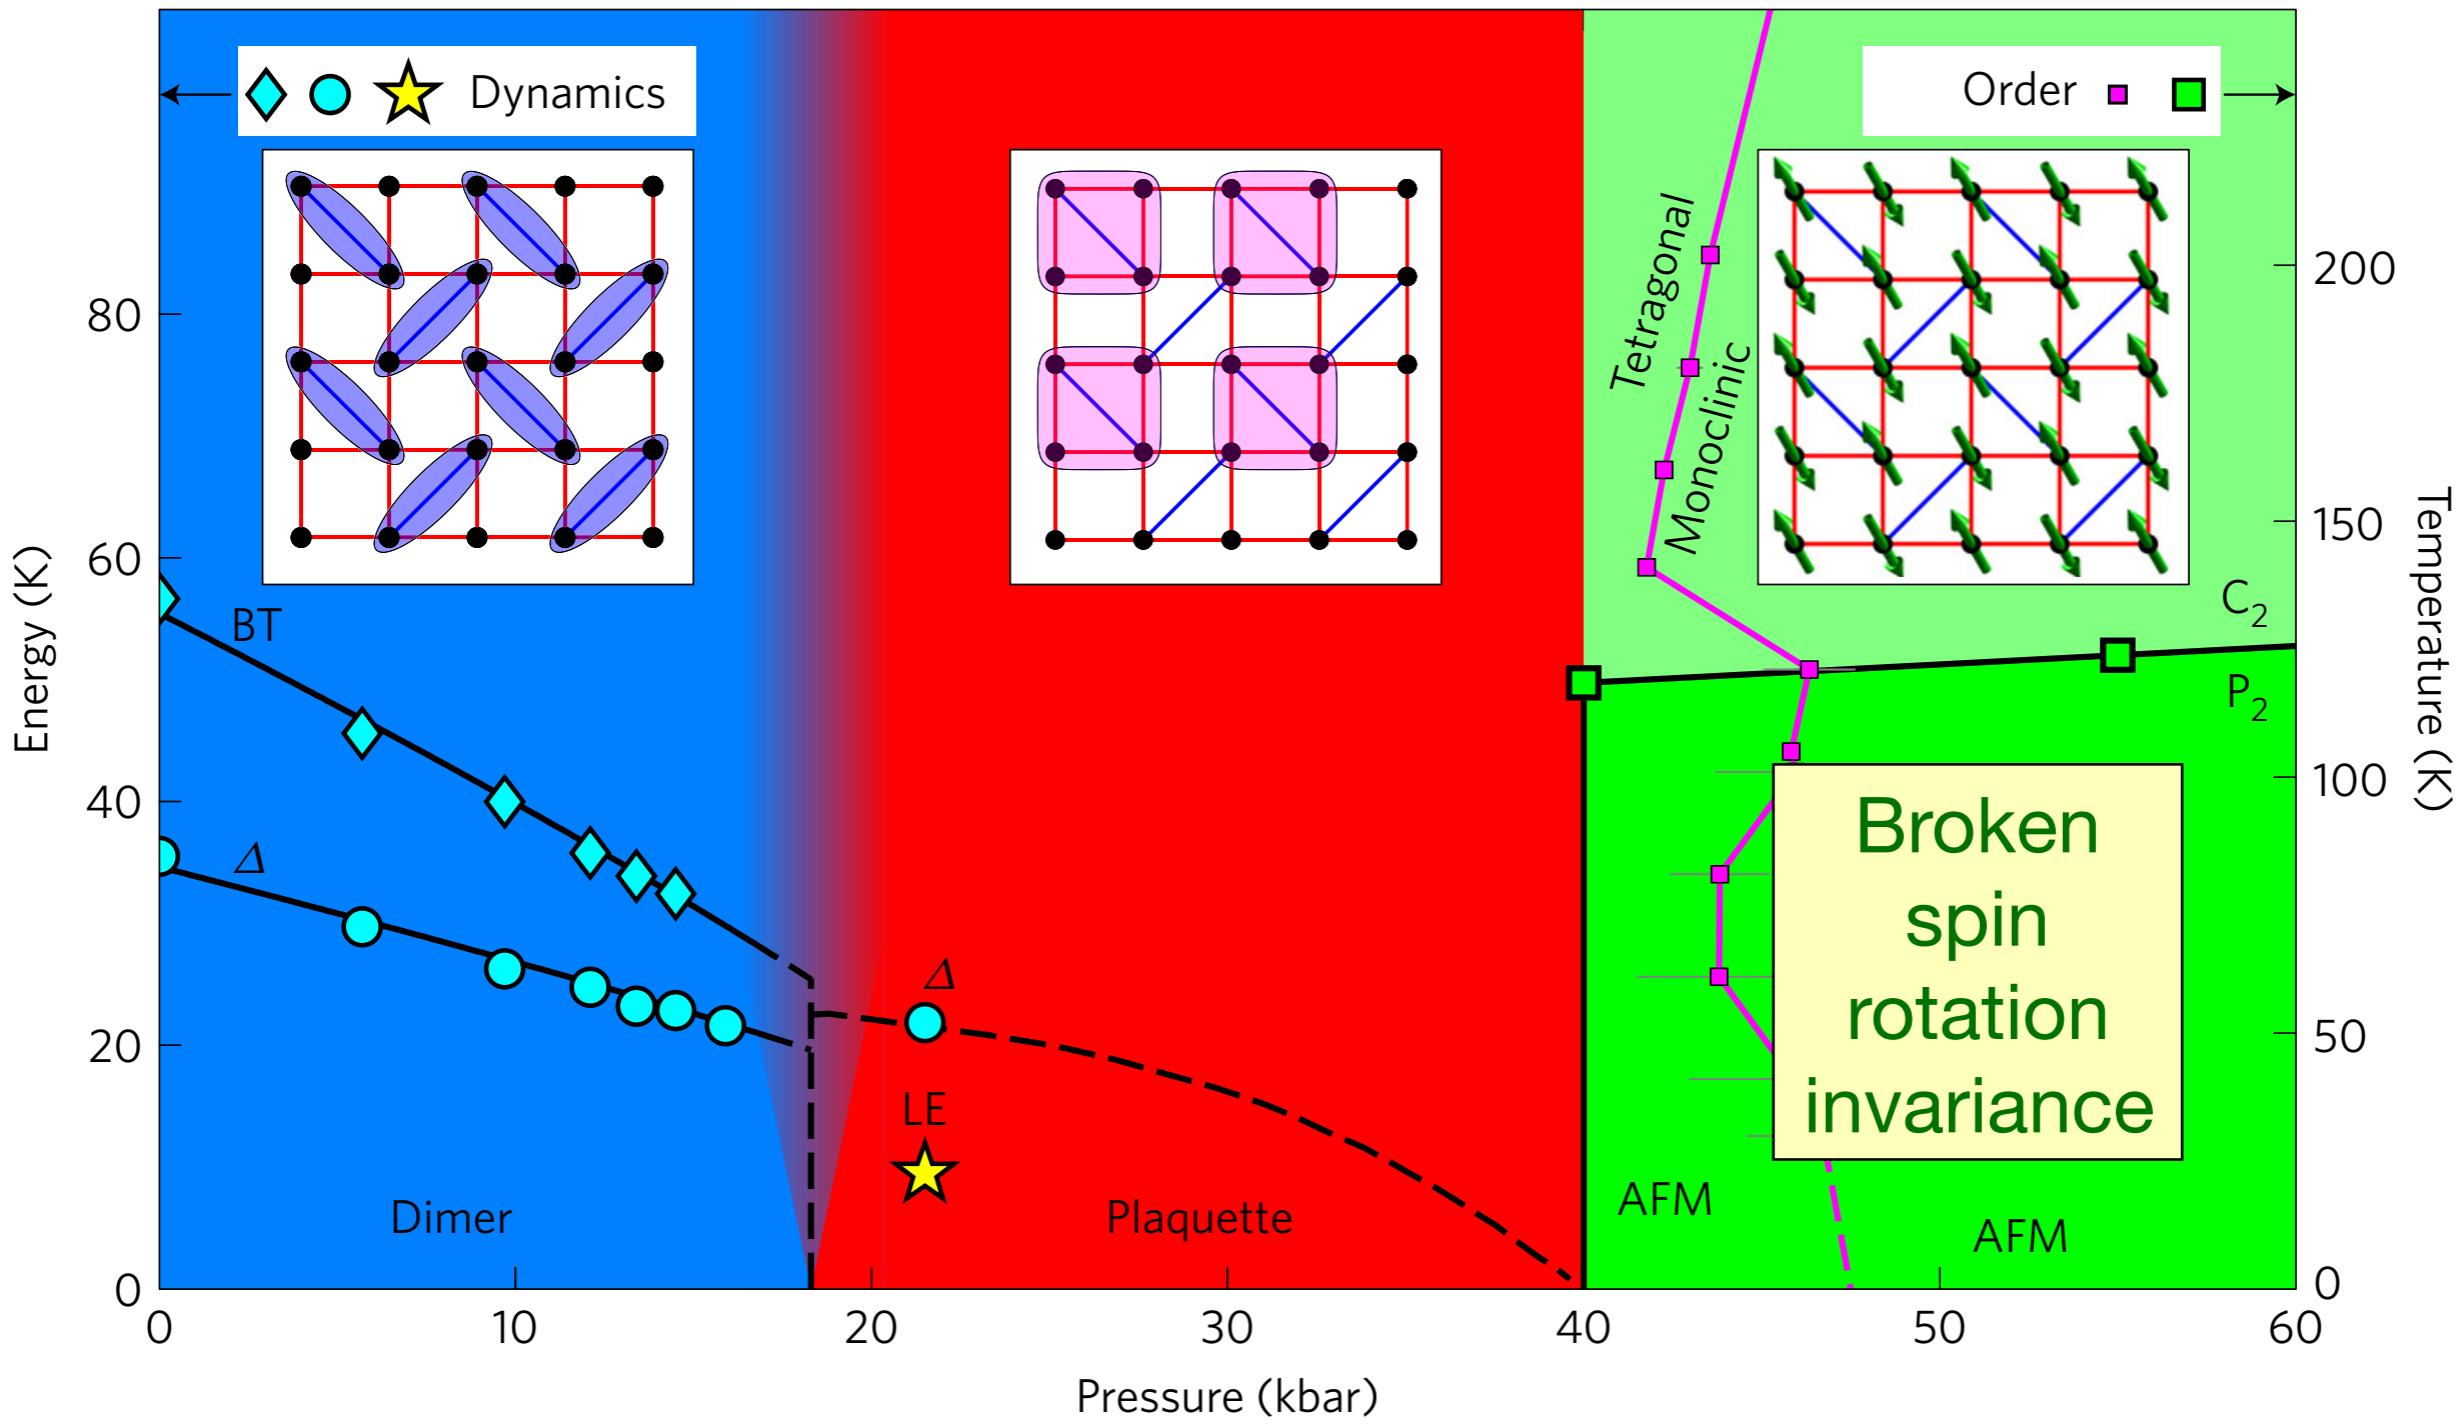 Dynamics
Order
Tetragonal
Monoclinic
80
60
40
20
0
Energy (K)
200
150
100
50
0
Temperature (K)
BT
Δ
Δ
LE
C2
P2
Broken
spin
rotation
invariance
Dimer
Plaquette
AFM
AFM
0
10
20
30
40
50
60
Pressure (kbar)